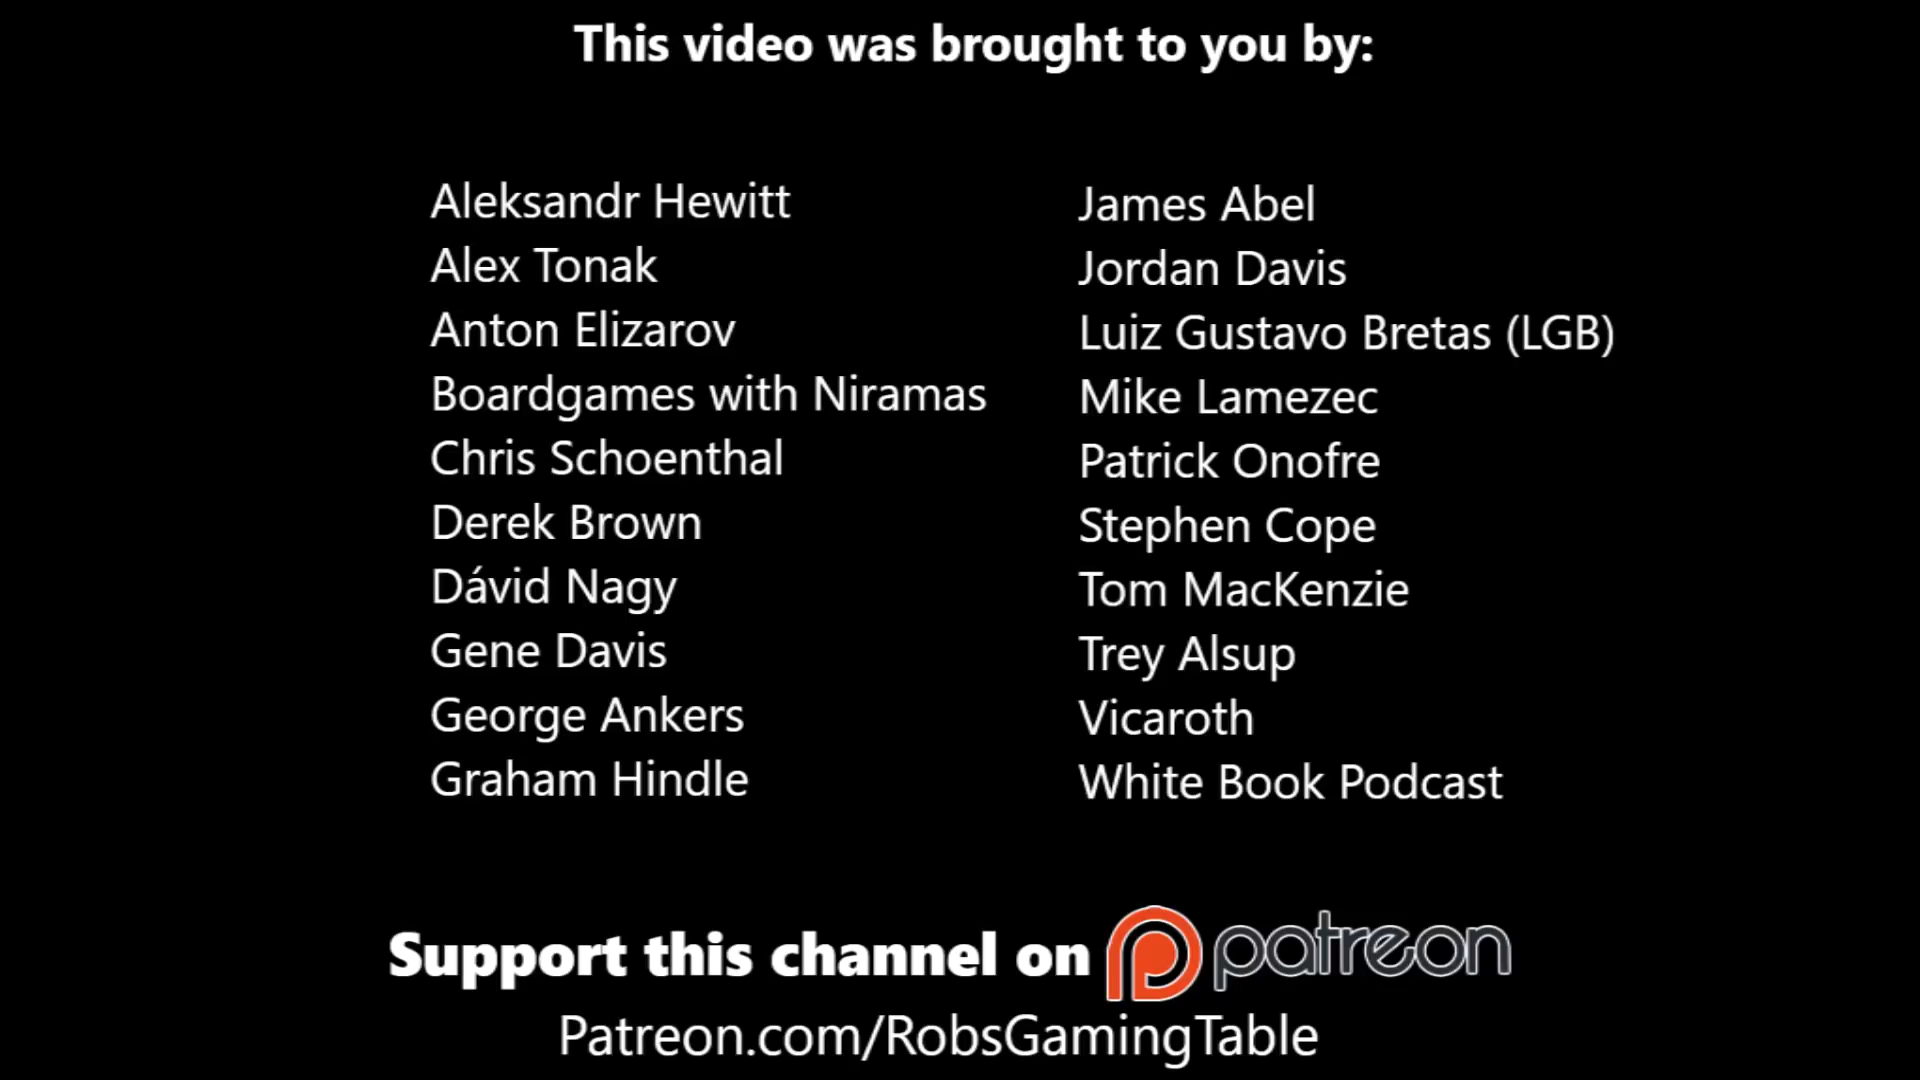 This video was brought to you by:
Aleksandr Hewitt
Alex Tonak
Anton Elizarov
Boardgames with Niramas
Chris Schoenthal
Derek Brown
Dávid Nagy
Gene Davis
George Ankers
Graham Hindle
James Abel
Jordan Davis
Luiz Gustavo Bretas (LGB)
Mike Lamezec
Patrick Onofre
Stephen Cope
Tom MacKenzie
Trey Alsup
Vicaroth
White Book Podcast
Support this channel on patreon
Patreon.com/RobsGamingTable